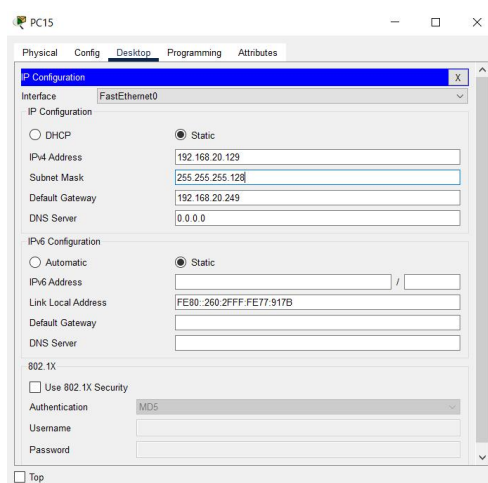 PC15
Physical Config Desktop Programming Attributes
IP Configuration X
Interface FastEthernet0
IP Configuration
DHCP Static
IPv4 Address 192.168.20.129
Subnet Mask 255.255.255.128
Default Gateway 192.168.20.249
DNS Server 0.0.0.0
IPv6 Configuration
Automatic Static
IPv6 Address /
Link Local Address FE80::260:2FFF:FE77:917B
Default Gateway
DNS Server
802.1X
Use 802.1X Security
Authentication MD5
Username
Password
Top